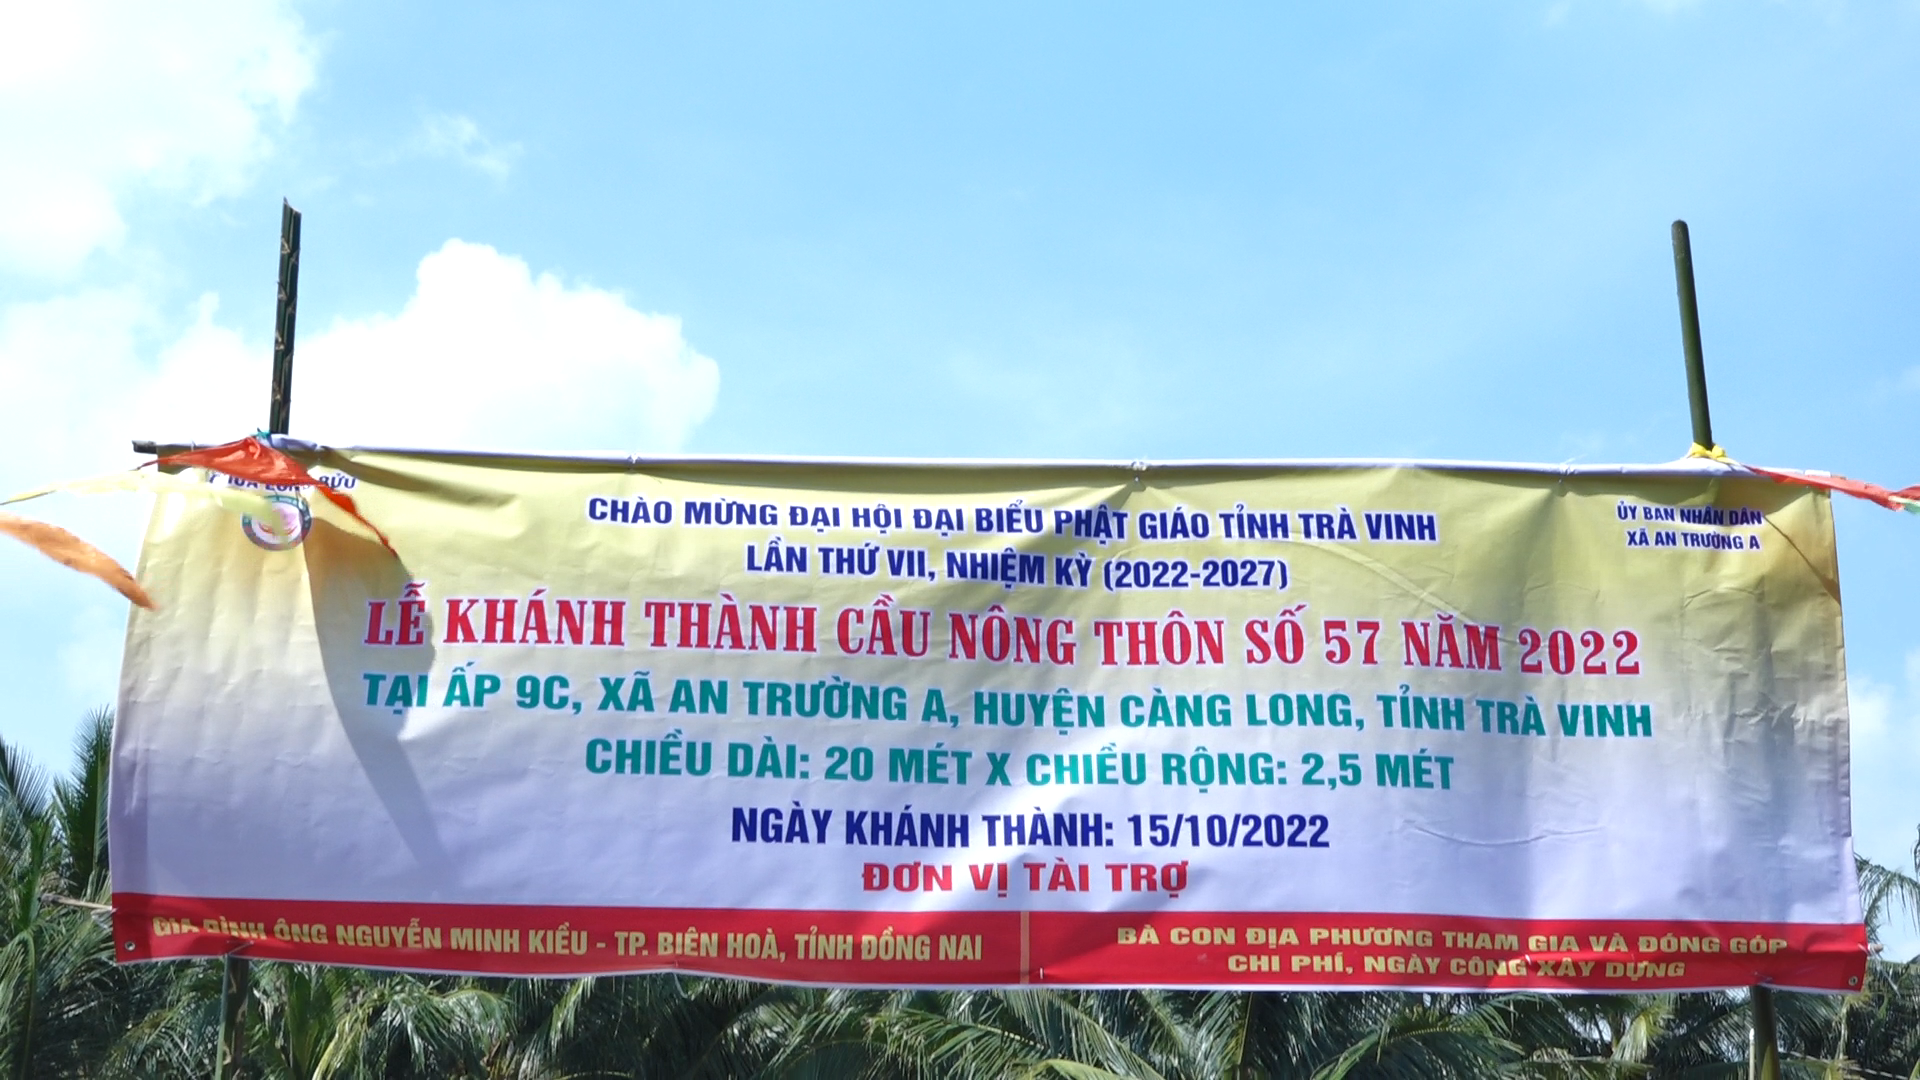 BỬU
CHÀO MỪNG ĐẠI HỘI ĐẠI BIỂU PHẬT GIÁO TỈNH TRÀ VINH
LẦN THỨ VII, NHIỆM KỲ (2022-2027)
ỦY BAN NHÂN DÂN
XÃ AN TRƯỜNG A
LỄ KHÁNH THÀNH CẦU NÔNG THÔN SỐ 57 NĂM 2022
TẠI ẤP 9C, XÃ AN TRƯỜNG A, HUYỆN CÀNG LONG, TỈNH TRÀ VINH
CHIỀU DÀI: 20 MÉT X CHIỀU RỘNG: 2,5 MÉT
NGÀY KHÁNH THÀNH: 15/10/2022
ĐƠN VỊ TÀI TRỢ
GIA ĐÌNH ÔNG NGUYỄN MINH KIỀU - TP. BIÊN HOÀ, TỈNH ĐỒNG NAI
BÀ CON ĐỊA PHƯƠNG THAM GIA VÀ ĐÓNG GÓP
CHI PHÍ, NGÀY CÔNG XÂY DỰNG